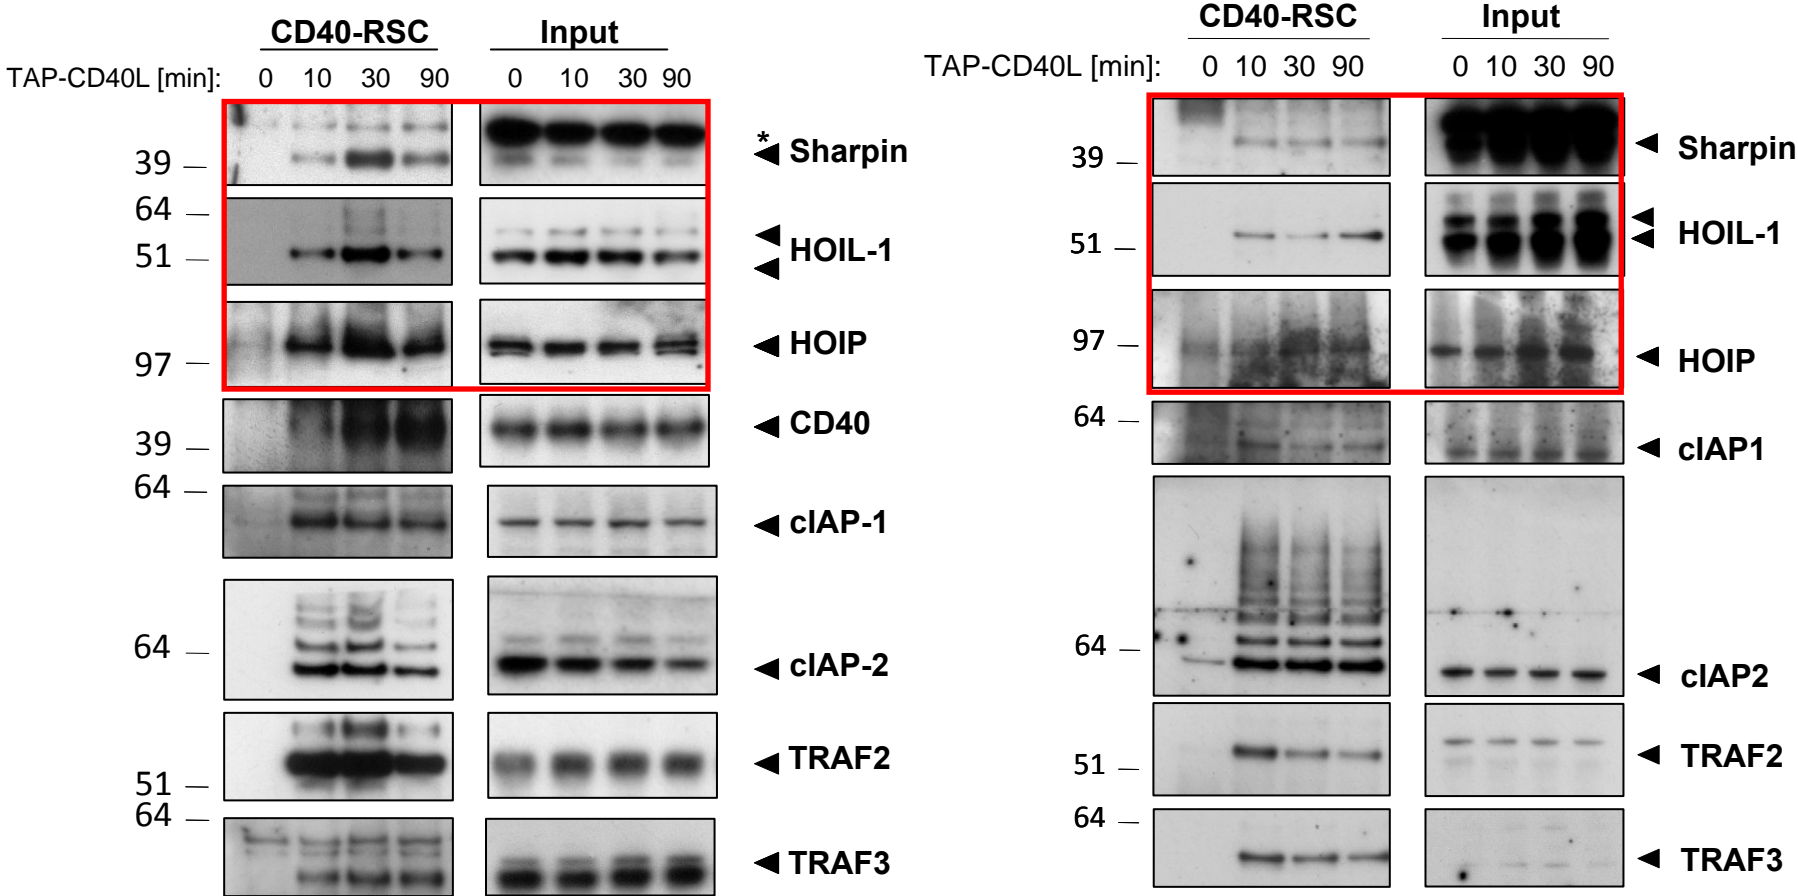 CD40-RSC Input
TAP-CD40L [min]: 0 10 30 90 0 10 30 90
39 — * Sharpin
64 —
51 — HOIL-1
97 — HOIP
39 — CD40
64 —
cIAP-1
64 — cIAP-2
51 — TRAF2
64 —
TRAF3
CD40-RSC Input
TAP-CD40L [min]: 0 10 30 90 0 10 30 90
39 — Sharpin
51 — HOIL-1
97 — HOIP
64 —
cIAP1
64 — cIAP2
51 — TRAF2
64 —
TRAF3